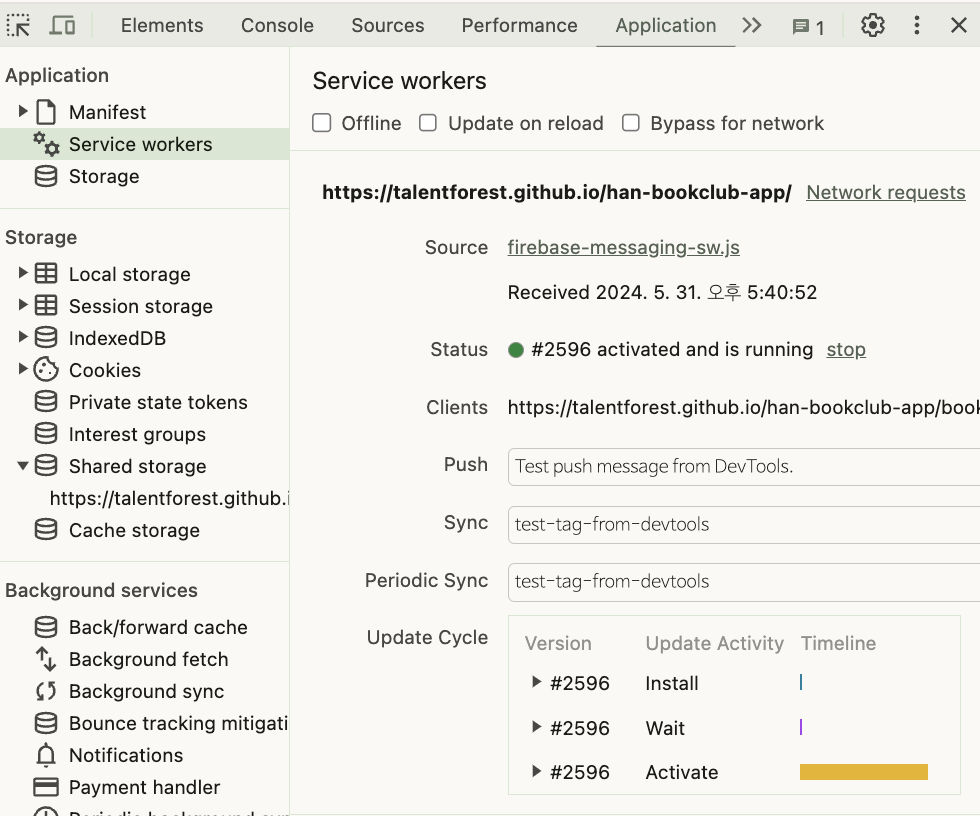 Elements Console Sources Performance Application 1
Application
Manifest
Service workers
Storage
Storage
Local storage
Session storage
IndexedDB
Cookies
Private state tokens
Interest groups
Shared storage
https://talentforest.github.i
Cache storage
Background services
Back/forward cache
Background fetch
Background sync
Bounce tracking mitigati
Notifications
Payment handler
Service workers
Offline Update on reload Bypass for network
https://talentforest.github.io/han-bookclub-app/ Network requests
Source firebase-messaging-sw.js
Received 2024. 5. 31. 오후 5:40:52
Status #2596 activated and is running stop
Clients https://talentforest.github.io/han-bookclub-app/book
Push Test push message from DevTools.
Sync test-tag-from-devtools
Periodic Sync test-tag-from-devtools
Update Cycle Version Update Activity Timeline
#2596 Install
#2596 Wait
#2596 Activate